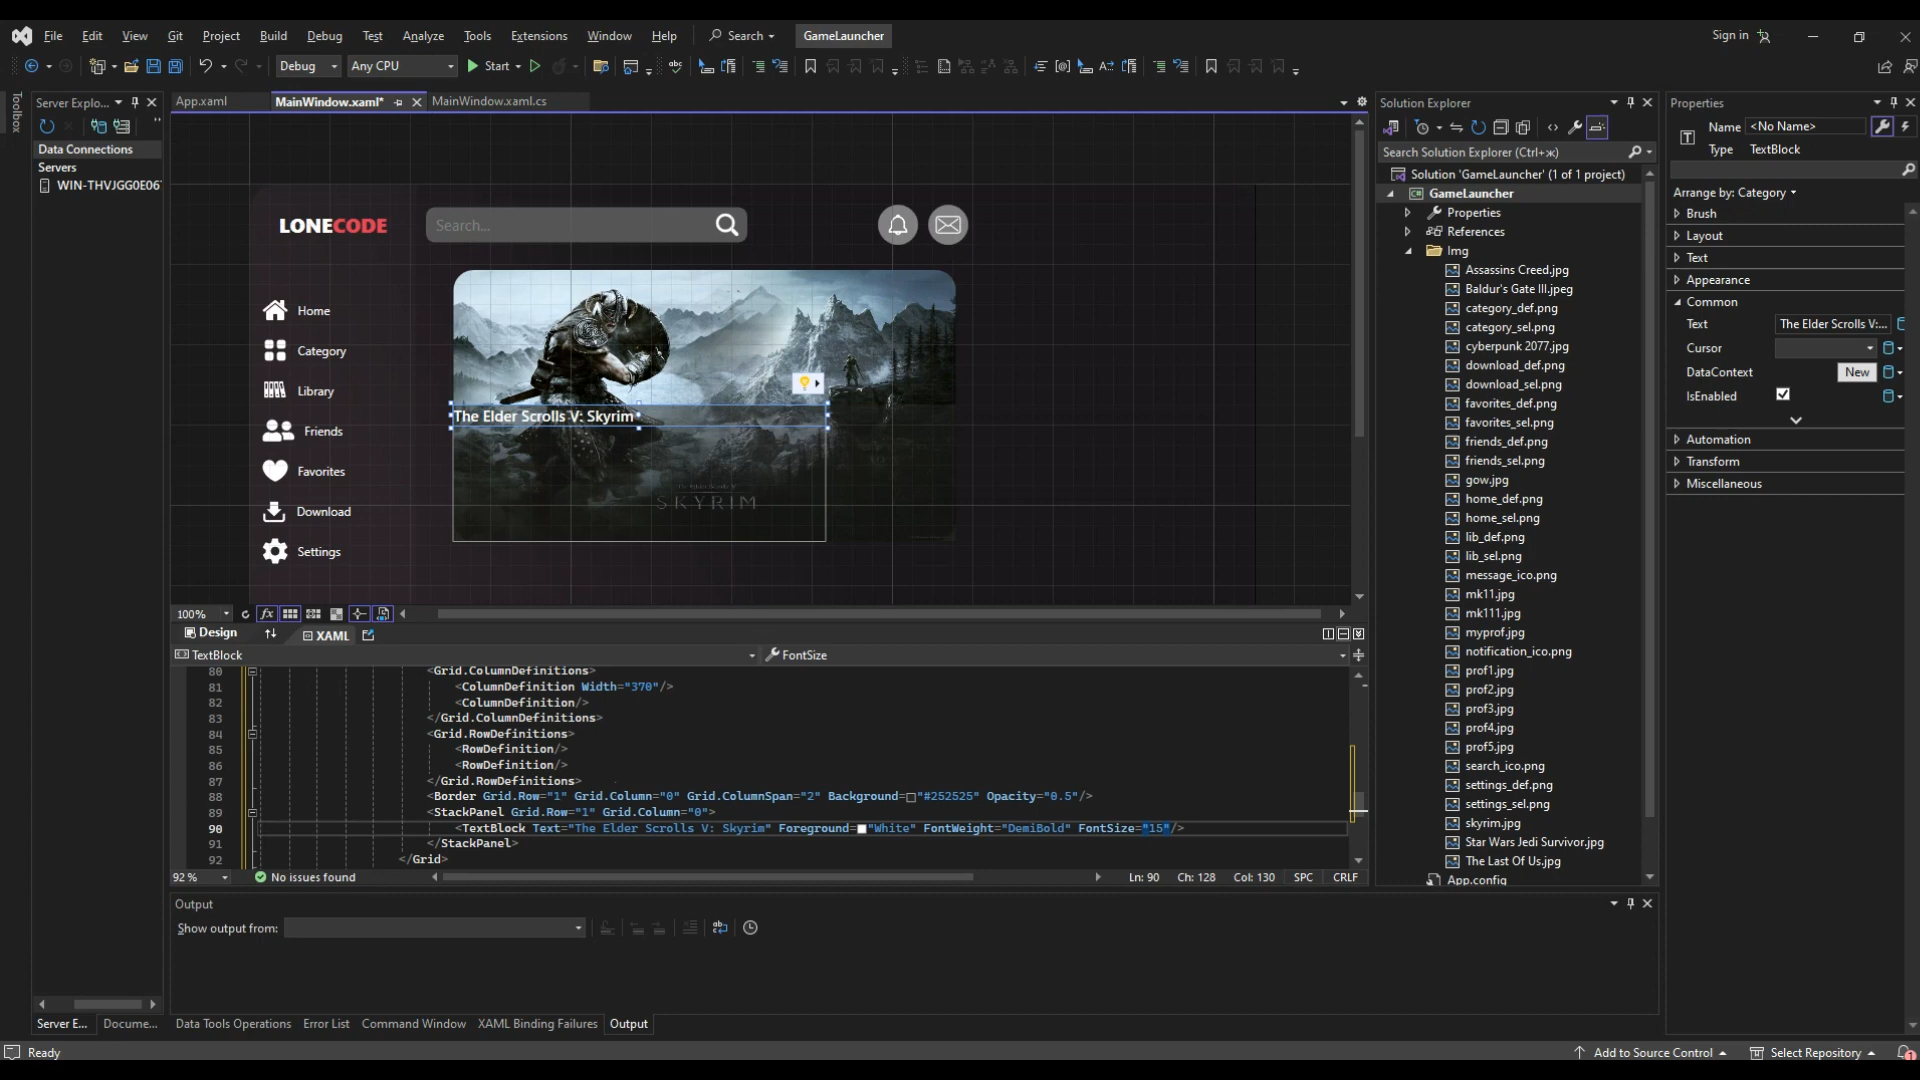 File Edit View Git Project Build Debug Test Analyze Tools Extensions Window Help Search GameLauncher Sign in
Debug Any CPU Start
Toolbox
Server Explo...
Data Connections
Servers
WIN-THVJGG0E06
Server E... Docume...
App.xaml MainWindow.xaml* MainWindow.xaml.cs
LONECODE Search...
Home
Category
Library
Friends
Favorites
Download
Settings
The Elder Scrolls V: Skyrim
SKYRIM
100%
Design XAML
TextBlock FontSize
80 <Grid.ColumnDefinitions>
81 <ColumnDefinition Width="370"/>
82 <ColumnDefinition/>
83 </Grid.ColumnDefinitions>
84 <Grid.RowDefinitions>
85 <RowDefinition/>
86 <RowDefinition/>
87 </Grid.RowDefinitions>
88 <Border Grid.Row="1" Grid.Column="0" Grid.ColumnSpan="2" Background="#252525" Opacity="0.5"/>
89 <StackPanel Grid.Row="1" Grid.Column="0">
90 <TextBlock Text="The Elder Scrolls V: Skyrim" Foreground="White" FontWeight="DemiBold" FontSize="15"/>
91 </StackPanel>
92 </Grid>
92 % No issues found Ln: 90 Ch: 128 Col: 130 SPC CRLF
Output
Show output from:
Data Tools Operations Error List Command Window XAML Binding Failures Output
Solution Explorer
Search Solution Explorer (Ctrl+ж)
Solution 'GameLauncher' (1 of 1 project)
GameLauncher
Properties
References
Img
Assassins Creed.jpg
Baldur's Gate III.jpeg
category_def.png
category_sel.png
cyberpunk 2077.jpg
download_def.png
download_sel.png
favorites_def.png
favorites_sel.png
friends_def.png
friends_sel.png
gow.jpg
home_def.png
home_sel.png
lib_def.png
lib_sel.png
message_ico.png
mk11.jpg
mk111.jpg
myprof.jpg
notification_ico.png
prof1.jpg
prof2.jpg
prof3.jpg
prof4.jpg
prof5.jpg
search_ico.png
settings_def.png
settings_sel.png
skyrim.jpg
Star Wars Jedi Survivor.jpg
The Last Of Us.jpg
App.config
Properties
Name <No Name>
Type TextBlock
Arrange by: Category
Brush
Layout
Text
Appearance
Common
Text The Elder Scrolls V:...
Cursor
DataContext New
IsEnabled
Automation
Transform
Miscellaneous
Ready Add to Source Control Select Repository 1